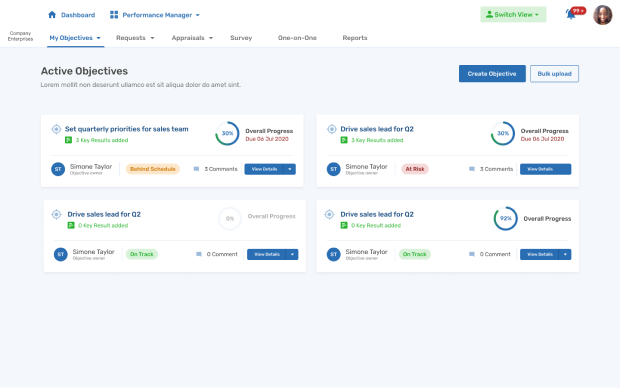 Dashboard
Performance Manager
Switch View
99 +
Company
Enterprises
My Objectives
Requests
Appraisals
Survey
One-on-One
Reports
Active Objectives
Lorem mollit non deserunt ullamco est sit aliqua dolor do amet sint.
Create Objective
Bulk upload
Set quarterly priorities for sales team
3 Key Results added
30%
Overall Progress
Due 06 Jul 2020
ST
Simone Taylor
Objective owner
Behind Schedule
3 Comments
View Details
Drive sales lead for Q2
3 Key Result added
30%
Overall Progress
Due 06 Jul 2020
ST
Simone Taylor
Objective owner
At Risk
3 Comments
View Details
Drive sales lead for Q2
0 Key Result added
0%
Overall Progress
ST
Simone Taylor
Objective owner
On Track
0 Comment
View Details
Drive sales lead for Q2
0 Key Result added
92%
Overall Progress
ST
Simone Taylor
Objective owner
On Track
0 Comment
View Details